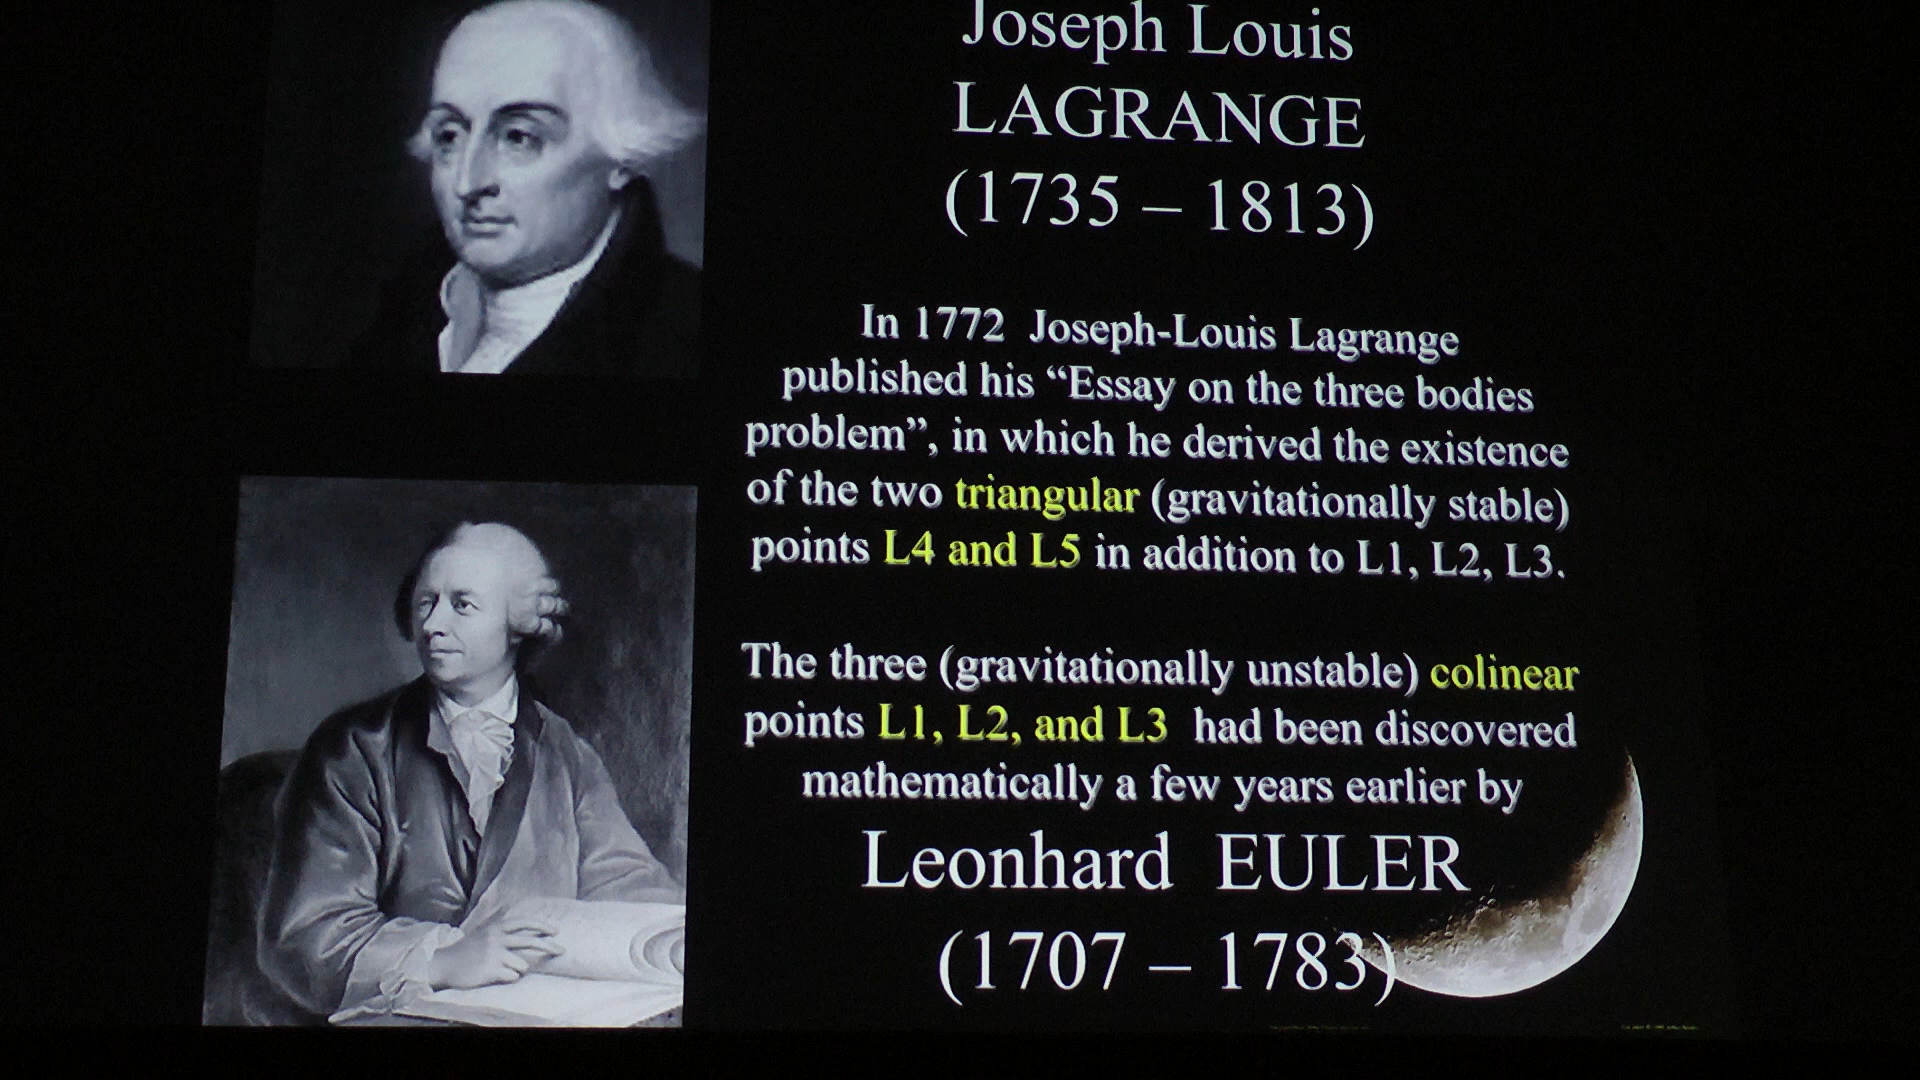 Joseph Louis
LAGRANGE
(1735 – 1813)
In 1772 Joseph-Louis Lagrange
published his “Essay on the three bodies
problem”, in which he derived the existence
of the two triangular (gravitationally stable)
points L4 and L5 in addition to L1, L2, L3.
The three (gravitationally unstable) colinear
points L1, L2, and L3 had been discovered
mathematically a few years earlier by
Leonhard EULER
(1707 – 1783)